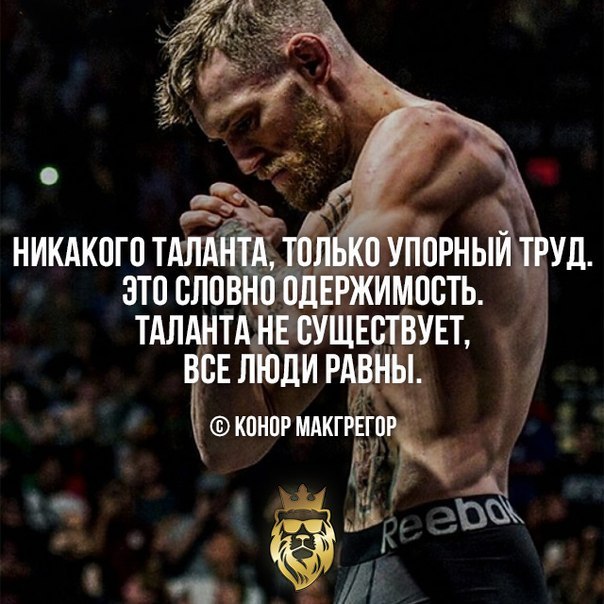 НИКАКОГО ТАЛАНТА, ТОЛЬКО УПОРНЫЙ ТРУД.
ЭТО СЛОВНО ОДЕРЖИМОСТЬ.
ТАЛАНТА НЕ СУЩЕСТВУЕТ,
ВСЕ ЛЮДИ РАВНЫ.
© КОНОР МАКГРЕГОР
Reebok